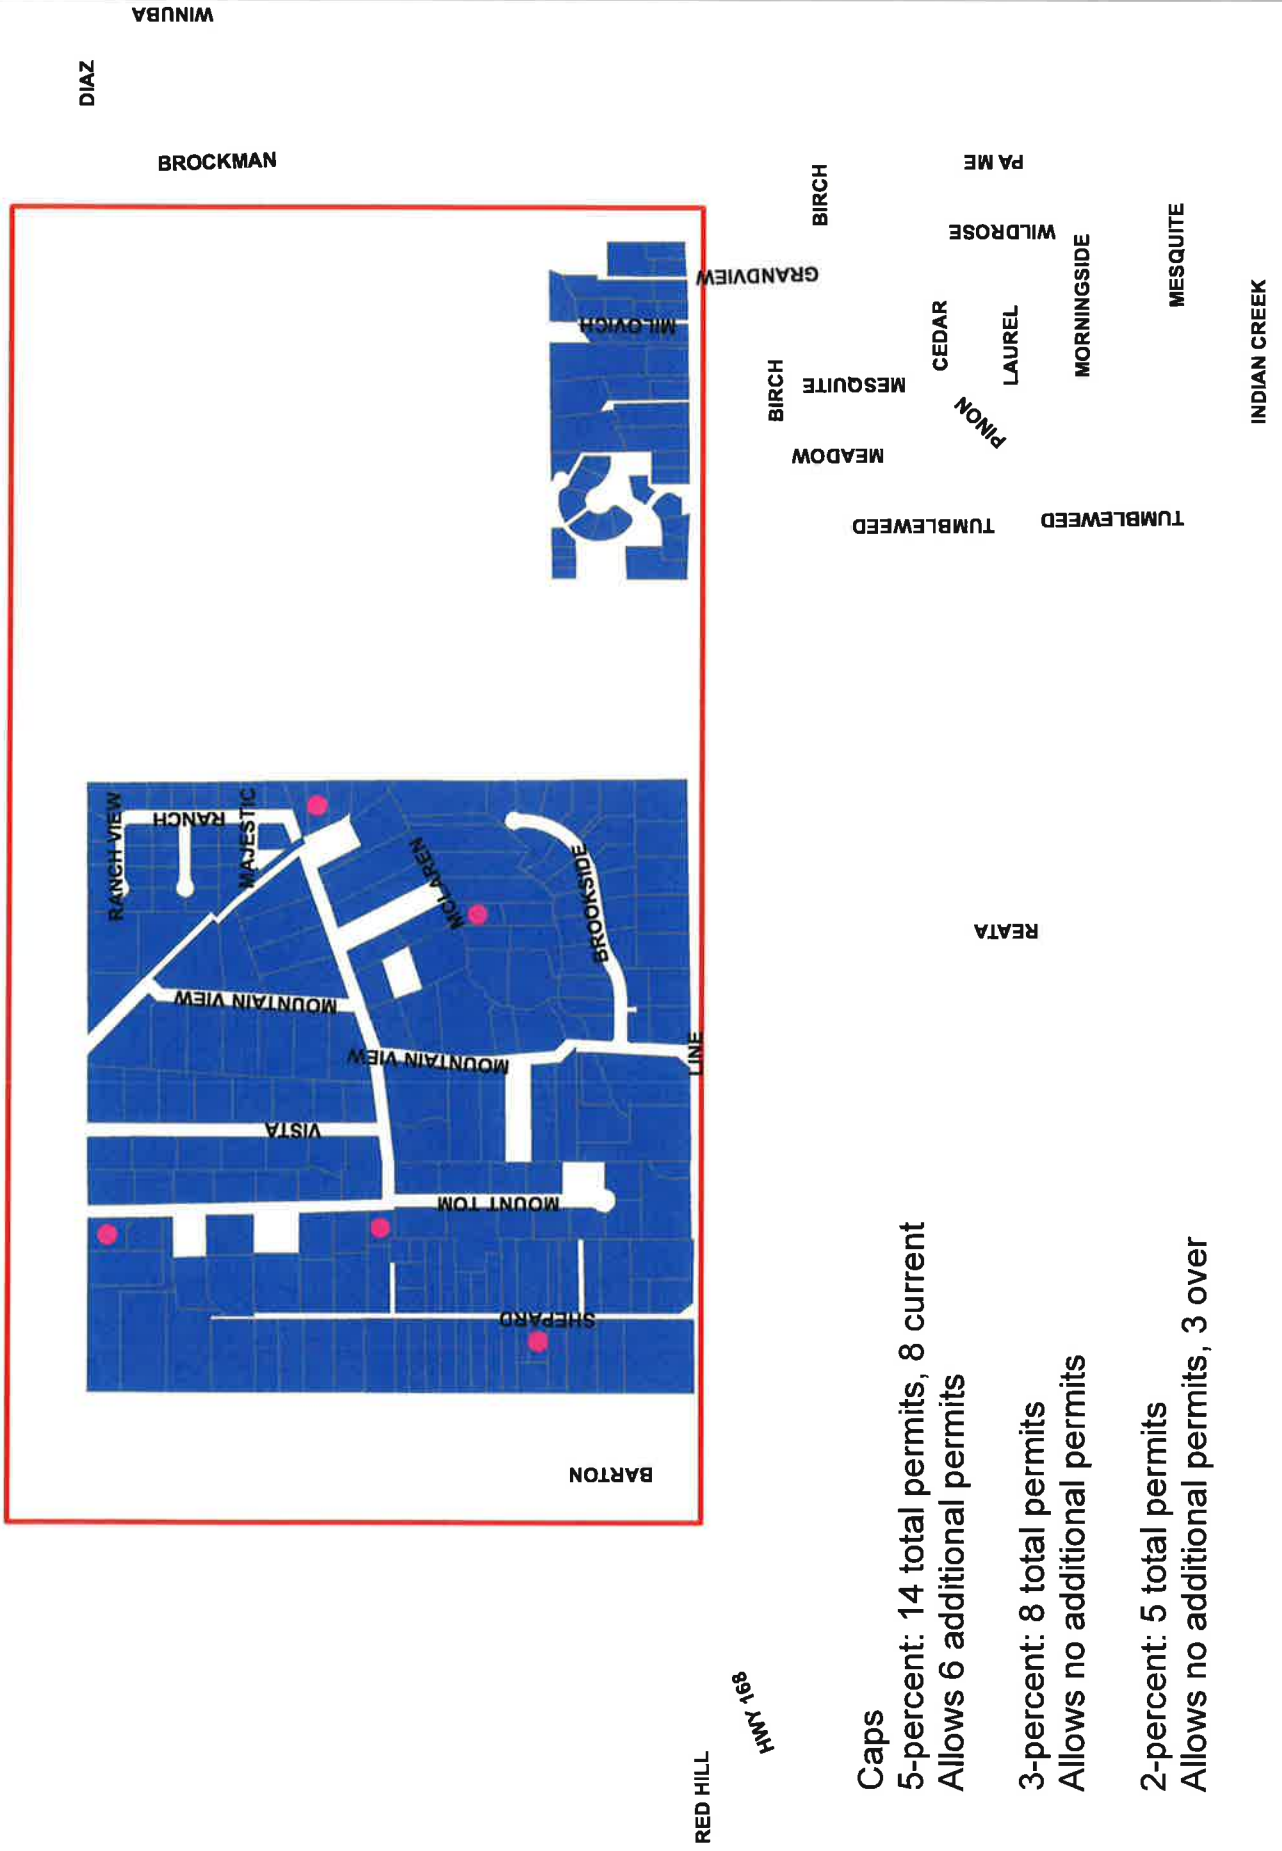 WINUBA
DIAZ
BROCKMAN
BIRCH
PA ME
WILDROSE
GRANDVIEW
MORNINGSIDE
MESQUITE
MILOVICH
CEDAR
LAUREL
INDIAN CREEK
BIRCH
MESQUITE
PINON
MEADOW
TUMBLEWEED
TUMBLEWEED
RANCH VIEW
RANCH
MAJESTIC
MCLAREN
BROOKSIDE
REATA
MOUNTAIN VIEW
MOUNTAIN VIEW
LINE
VISTA
MOUNT TOM
SHEPARD
BARTON
HWY 168
RED HILL
Caps
5-percent: 14 total permits, 8 current
Allows 6 additional permits
3-percent: 8 total permits
Allows no additional permits
2-percent: 5 total permits
Allows no additional permits, 3 over